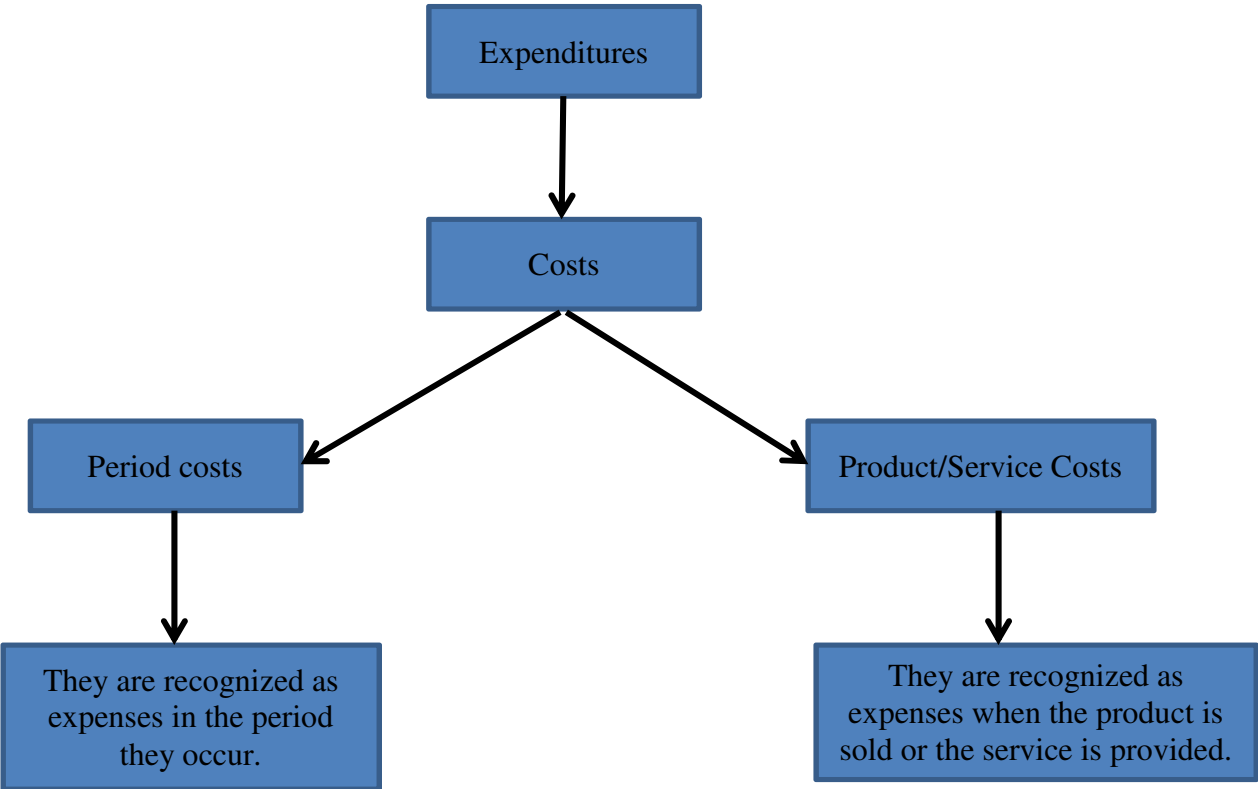 Expenditures
Costs
Period costs
Product/Service Costs
They are recognized as
expenses in the period
they occur.
They are recognized as
expenses when the product is
sold or the service is provided.